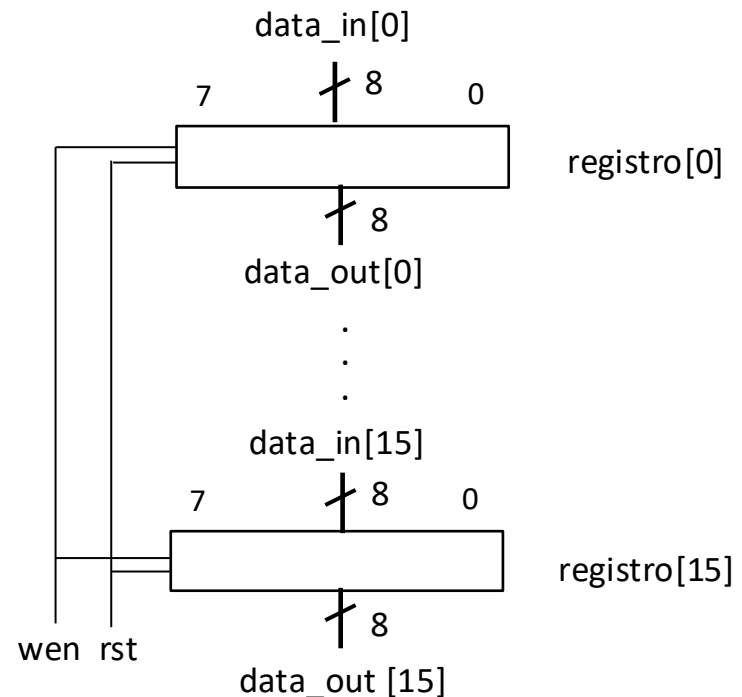 data_in[0]
7 8 0
registro[0]
8
data_out[0]
.
.
.
data_in[15]
7 8 0
registro[15]
8
wen rst
data_out [15]